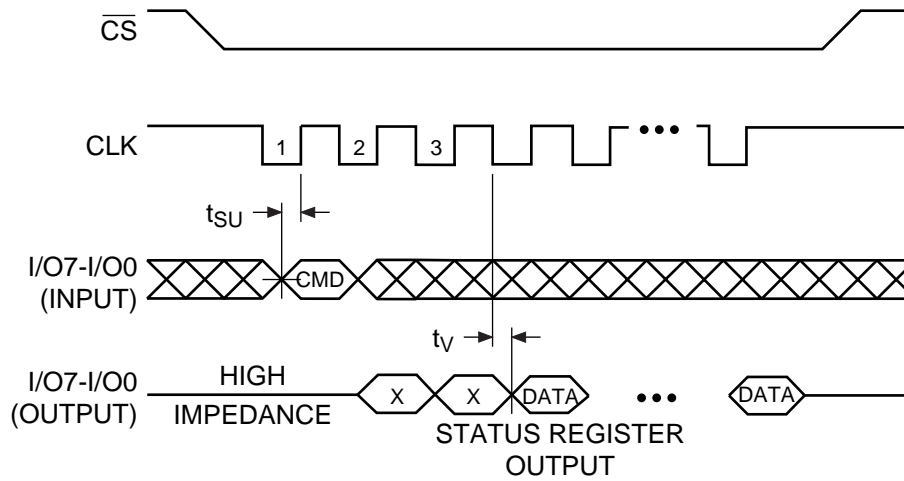 CS
CLK
1 2 3 •••
tSU
I/O7-I/O0
(INPUT)
CMD
tV
I/O7-I/O0
(OUTPUT)
HIGH
IMPEDANCE
X X DATA ••• DATA
STATUS REGISTER
OUTPUT